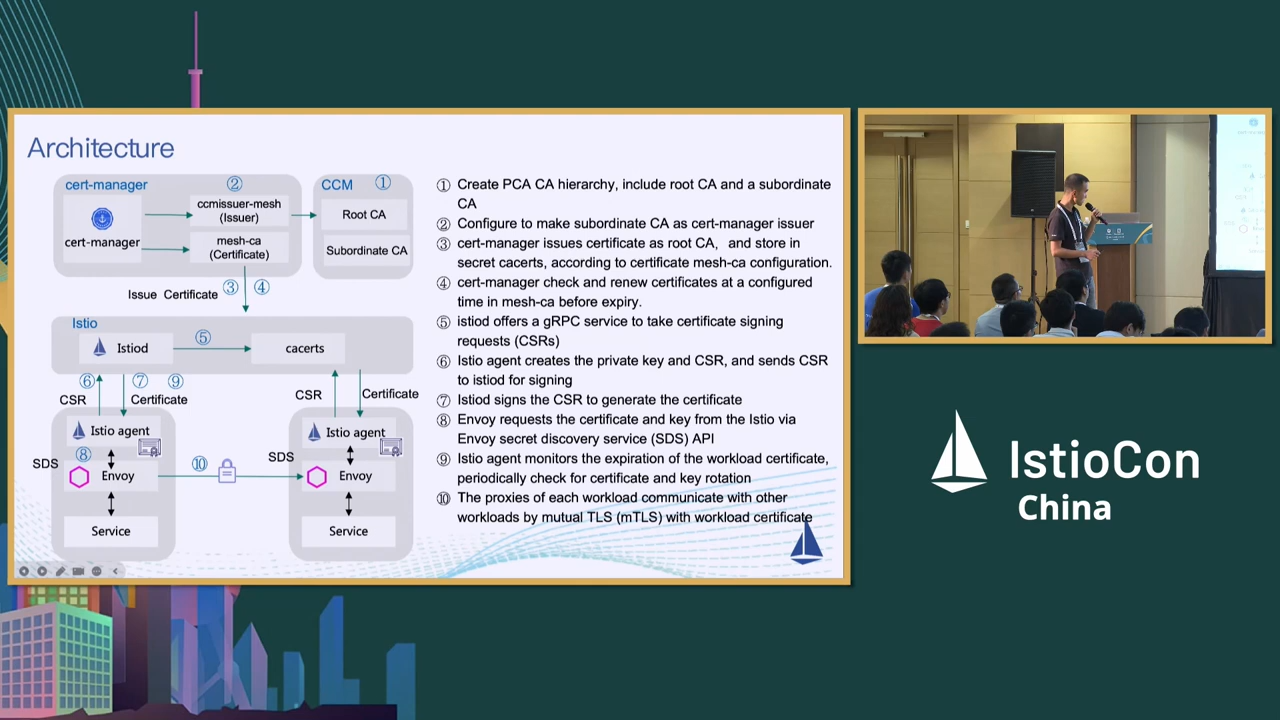 Architecture
cert-manager
②
CCM
①
ccmissuer-mesh
(Issuer)
Root CA
cert-manager
mesh-ca
(Certificate)
Subordinate CA
Issue Certificate
③
④
Istio
Istiod
⑤
cacerts
⑥
⑦
⑨
CSR
Certificate
CSR
Certificate
Istio agent
Istio agent
SDS
⑧
Envoy
⑩
SDS
Envoy
Service
Service
① Create PCA CA hierarchy, include root CA and a subordinate
CA
② Configure to make subordinate CA as cert-manager issuer
③ cert-manager issues certificate as root CA， and store in
secret cacerts, according to certificate mesh-ca configuration.
④ cert-manager check and renew certificates at a configured
time in mesh-ca before expiry.
⑤ istiod offers a gRPC service to take certificate signing
requests (CSRs)
⑥ Istio agent creates the private key and CSR, and sends CSR
to istiod for signing
⑦ Istiod signs the CSR to generate the certificate
⑧ Envoy requests the certificate and key from the Istio via
Envoy secret discovery service (SDS) API
⑨ Istio agent monitors the expiration of the workload certificate,
periodically check for certificate and key rotation
⑩ The proxies of each workload communicate with other
workloads by mutual TLS (mTLS) with workload certificate
IstioCon
China